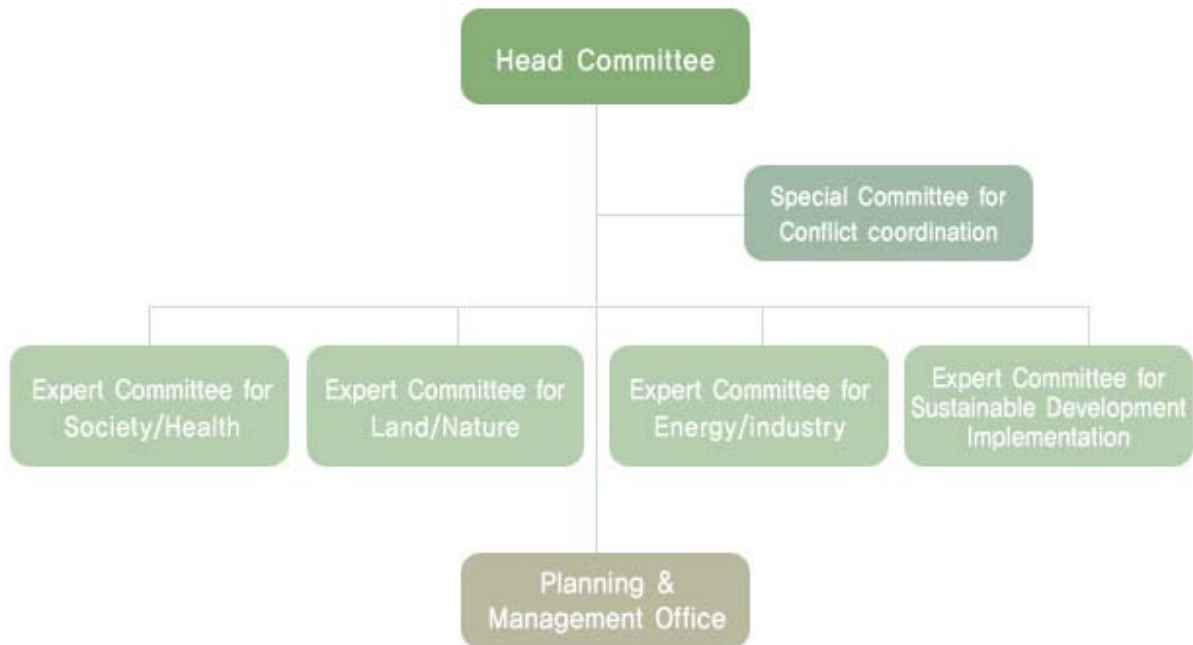 Head Committee
Special Committee for
Conflict coordination
Expert Committee for
Society/Health
Expert Committee for
Land/Nature
Expert Committee for
Energy/industry
Expert Committee for
Sustainable Development
Implementation
Planning &
Management Office